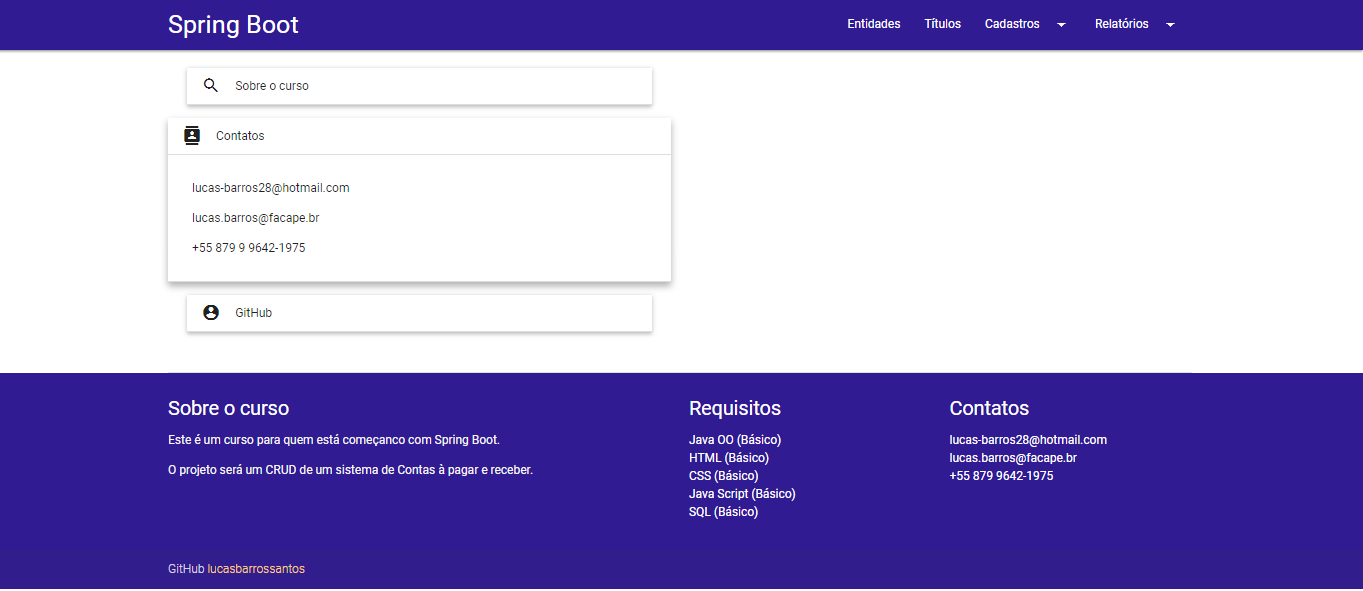 Spring Boot
Entidades Títulos Cadastros Relatórios
Sobre o curso
Contatos
lucas-barros28@hotmail.com
lucas.barros@facape.br
+55 879 9 9642-1975
GitHub
Sobre o curso
Este é um curso para quem está começanco com Spring Boot.
O projeto será um CRUD de um sistema de Contas à pagar e receber.
Requisitos
Java OO (Básico)
HTML (Básico)
CSS (Básico)
Java Script (Básico)
SQL (Básico)
Contatos
lucas-barros28@hotmail.com
lucas.barros@facape.br
+55 879 9642-1975
GitHub lucasbarrossantos